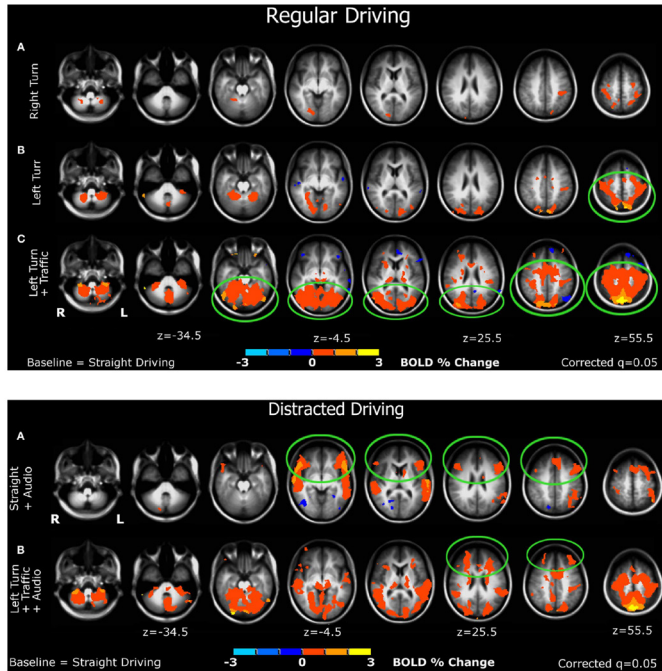 Regular Driving
A
Right Turn
B
Left Turr
C
Left Turn
+ Traffic
R L
z=-34.5 z=-4.5 z=25.5 z=55.5
Baseline = Straight Driving -3 0 3 BOLD % Change Corrected q=0.05
Distracted Driving
A
Straight
+ Audio
R L
B
Left Turn
+ Traffic
+ Audio
z=-34.5 z=-4.5 z=25.5 z=55.5
Baseline = Straight Driving -3 0 3 BOLD % Change Corrected q=0.05